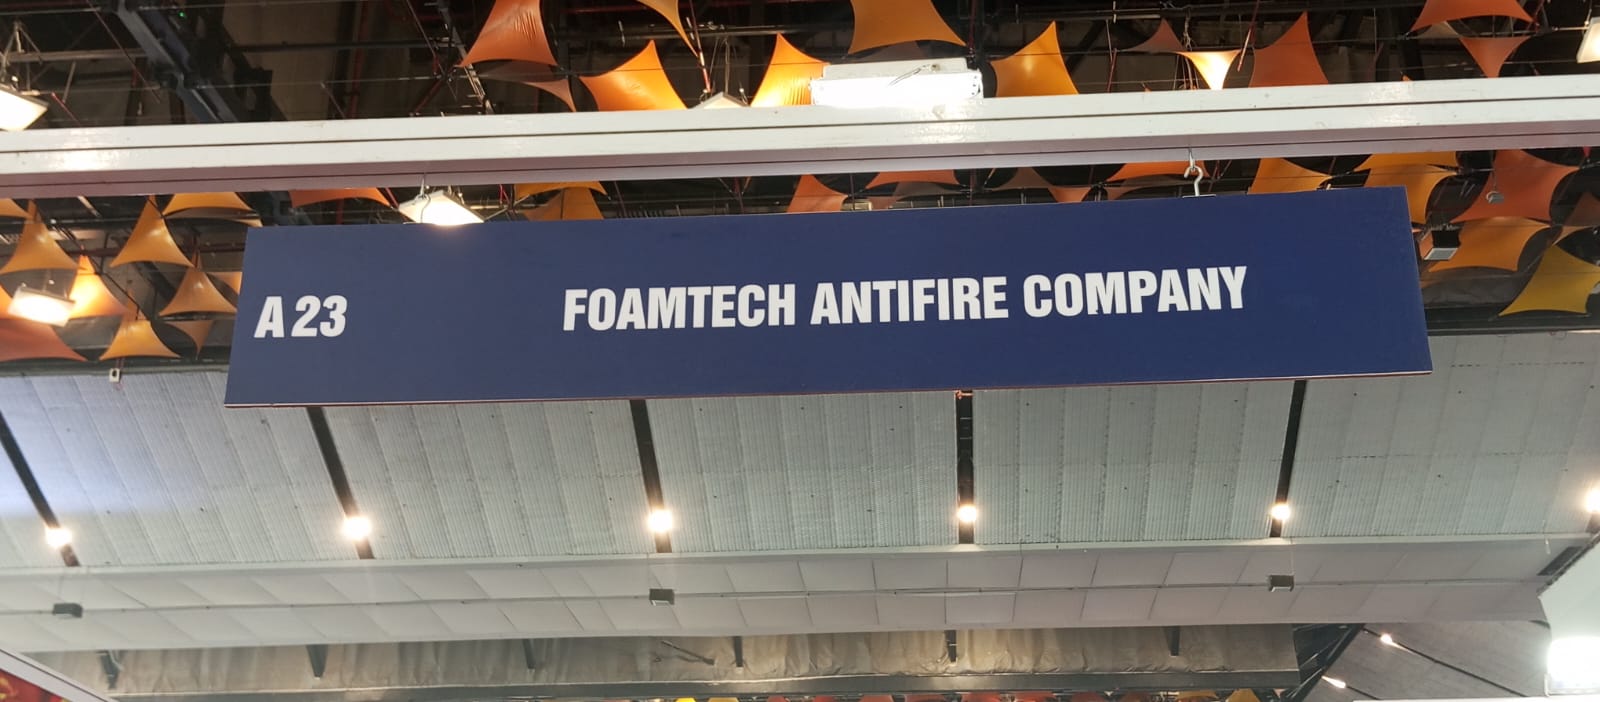 A 23 FOAMTECH ANTIFIRE COMPANY